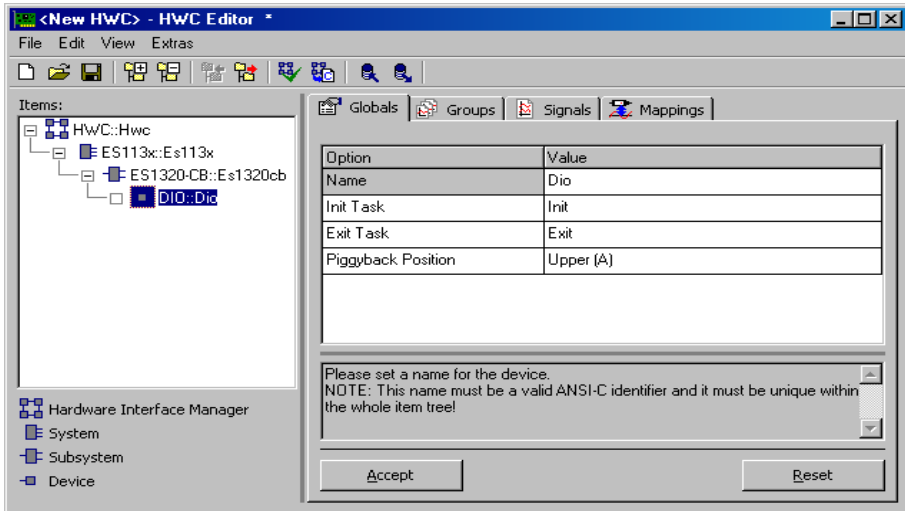 <New HWC> - HWC Editor *
File Edit View Extras
Items:
HWC::Hwc
ES113x::Es113x
ES1320-CB::Es1320cb
DIO::Dio
Hardware Interface Manager
System
Subsystem
Device
Globals Groups Signals Mappings
Option Value
Name Dio
Init Task Init
Exit Task Exit
Piggyback Position Upper (A)
Please set a name for the device.
NOTE: This name must be a valid ANSI-C identifier and it must be unique within
the whole item tree!
Accept Reset